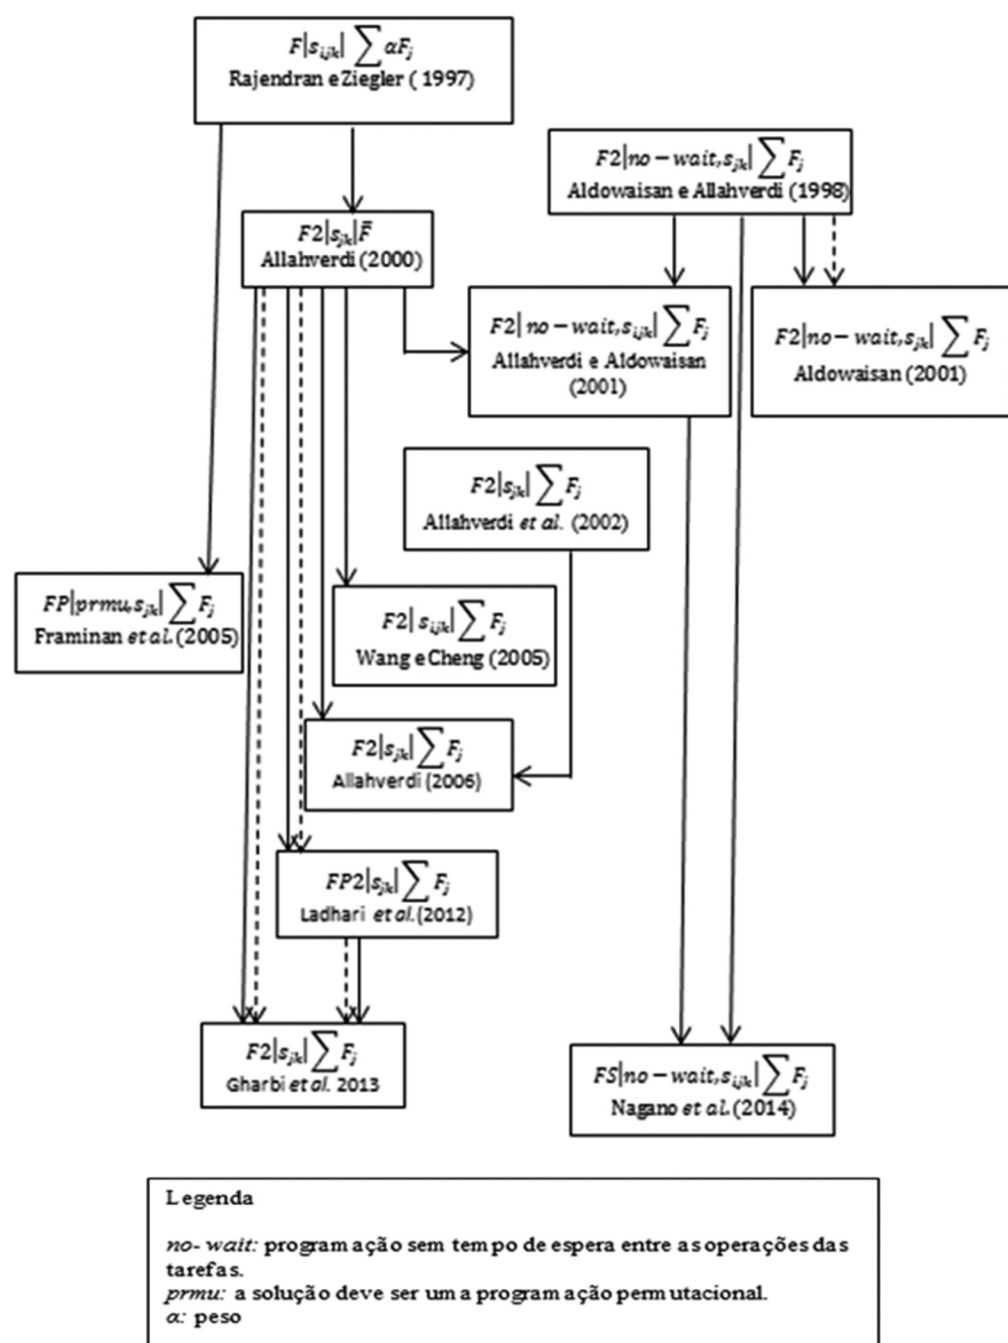 F|s_{ijk}| ∑ αF_j
Rajendran e Ziegler ( 1997)
F2|no − wait, s_{jk}| ∑ F_j
Aldowaisan e Allahverdi (1998)
F2|s_{jk}|F̄
Allahverdi (2000)
F2| no − wait, s_{ijk}| ∑ F_j
Allahverdi e Aldowaisan
(2001)
F2|no − wait, s_{jk}| ∑ F_j
Aldowaisan (2001)
F2|s_{jk}| ∑ F_j
Allahverdi et al. (2002)
FP|prmu, s_{jk}| ∑ F_j
Framinan et al. (2005)
F2| s_{ijk}| ∑ F_j
Wang e Cheng (2005)
F2|s_{jk}| ∑ F_j
Allahverdi (2006)
FP2|s_{jk}| ∑ F_j
Ladhari et al. (2012)
F2|s_{jk}| ∑ F_j
Gharbi et al. 2013
FS|no − wait, s_{ijk}| ∑ F_j
Nagano et al. (2014)
Legenda
no- wait: programação sem tempo de espera entre as operações das
tarefas.
prmu: a solução deve ser uma programação permutacional.
α: peso